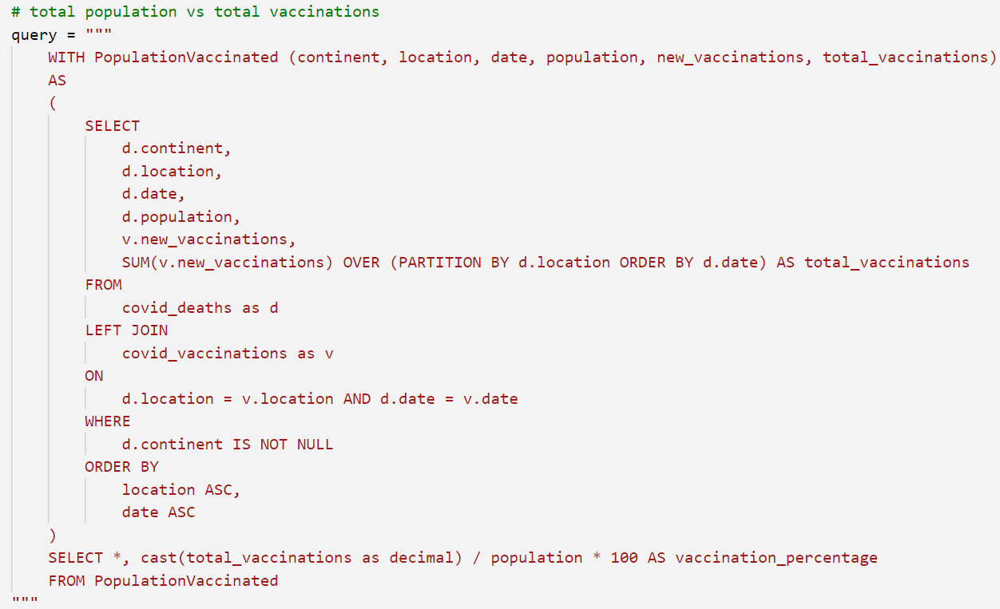 # total population vs total vaccinations
query = """
    WITH PopulationVaccinated (continent, location, date, population, new_vaccinations, total_vaccinations)
    AS
    (
        SELECT
            d.continent,
            d.location,
            d.date,
            d.population,
            v.new_vaccinations,
            SUM(v.new_vaccinations) OVER (PARTITION BY d.location ORDER BY d.date) AS total_vaccinations
        FROM
            covid_deaths as d
        LEFT JOIN
            covid_vaccinations as v
        ON
            d.location = v.location AND d.date = v.date
        WHERE
            d.continent IS NOT NULL
        ORDER BY
            location ASC,
            date ASC
    )
    SELECT *, cast(total_vaccinations as decimal) / population * 100 AS vaccination_percentage
    FROM PopulationVaccinated
"""